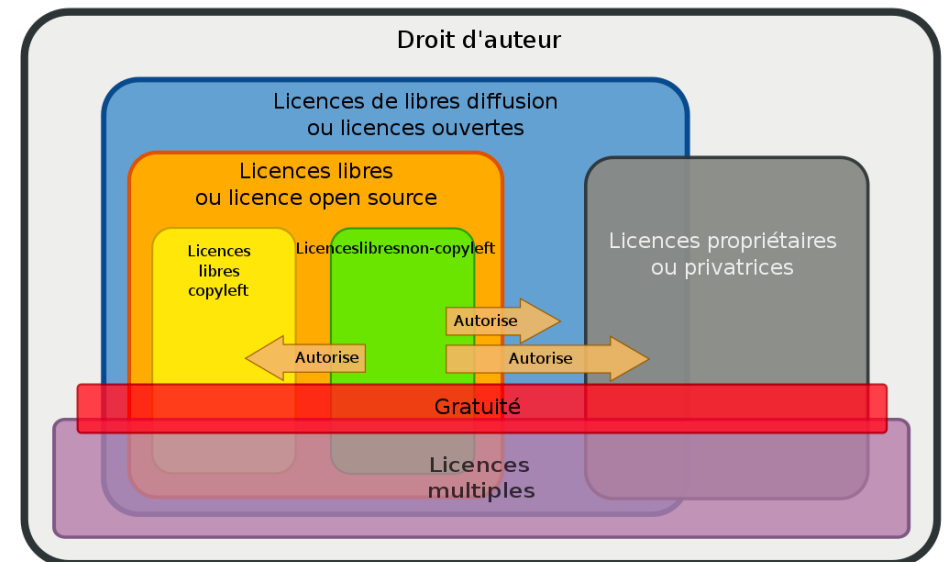 Droit d'auteur
Licences de libres diffusion
ou licences ouvertes
Licences libres
ou licence open source
Licences
libres
copyleft
Licenceslibresnon-copyleft
Licences propriétaires
ou privatrices
Autorise
Autorise
Autorise
Gratuité
Licences
multiples